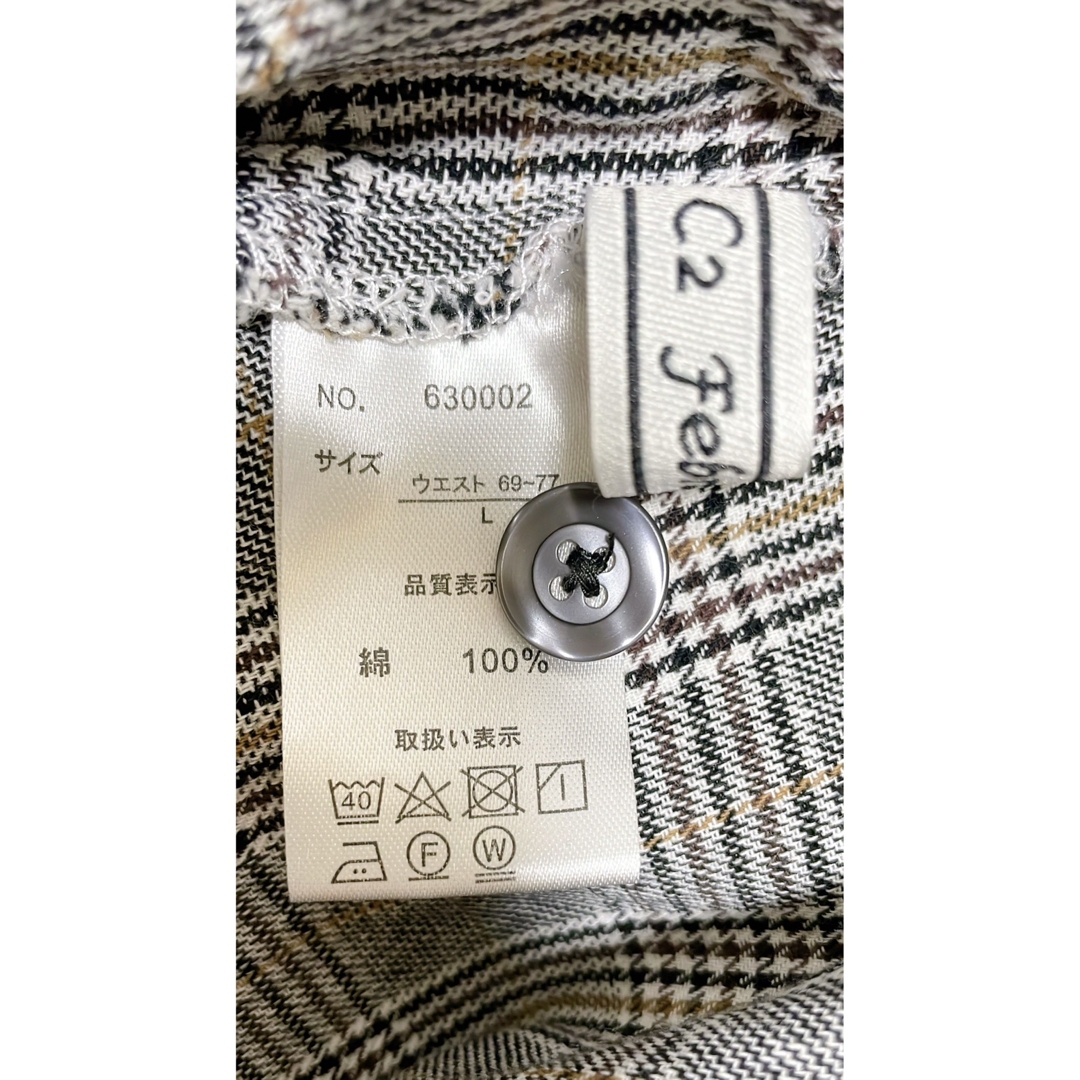 C2 Feb
NO. 630002
サイズ
ウエスト 69~77
L
品質表示
綿 100%
取扱い表示
40
F W